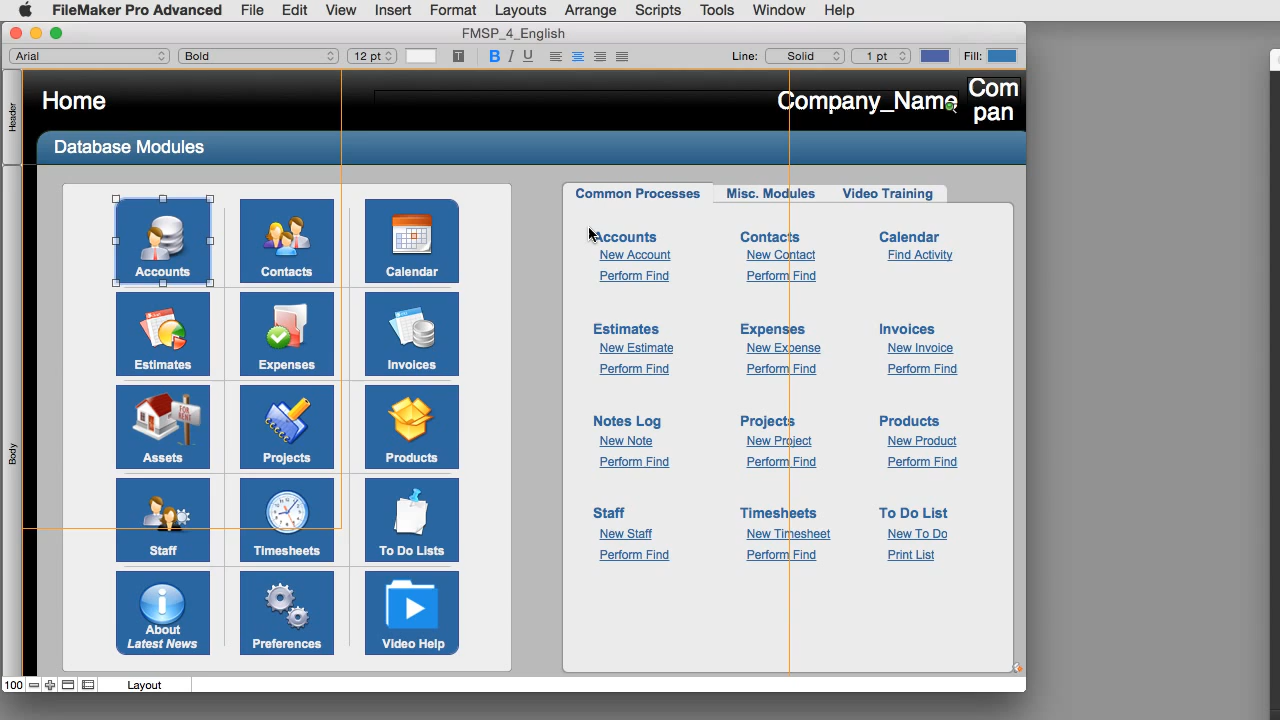 FileMaker Pro Advanced File Edit View Insert Format Layouts Arrange Scripts Tools Window Help
FMSP_4_English
Arial Bold 12 pt T B I U Line: Solid 1 pt Fill:
Header
Home Company_Name Com
pan
Database Modules
Body
Accounts Contacts Calendar
Estimates Expenses Invoices
Assets Projects Products
FOR
RENT
Staff Timesheets To Do Lists
About
Latest News Preferences Video Help
Common Processes Misc. Modules Video Training
Accounts Contacts Calendar
New Account New Contact Find Activity
Perform Find Perform Find
Estimates Expenses Invoices
New Estimate New Expense New Invoice
Perform Find Perform Find Perform Find
Notes Log Projects Products
New Note New Project New Product
Perform Find Perform Find Perform Find
Staff Timesheets To Do List
New Staff New Timesheet New To Do
Perform Find Perform Find Print List
100 Layout